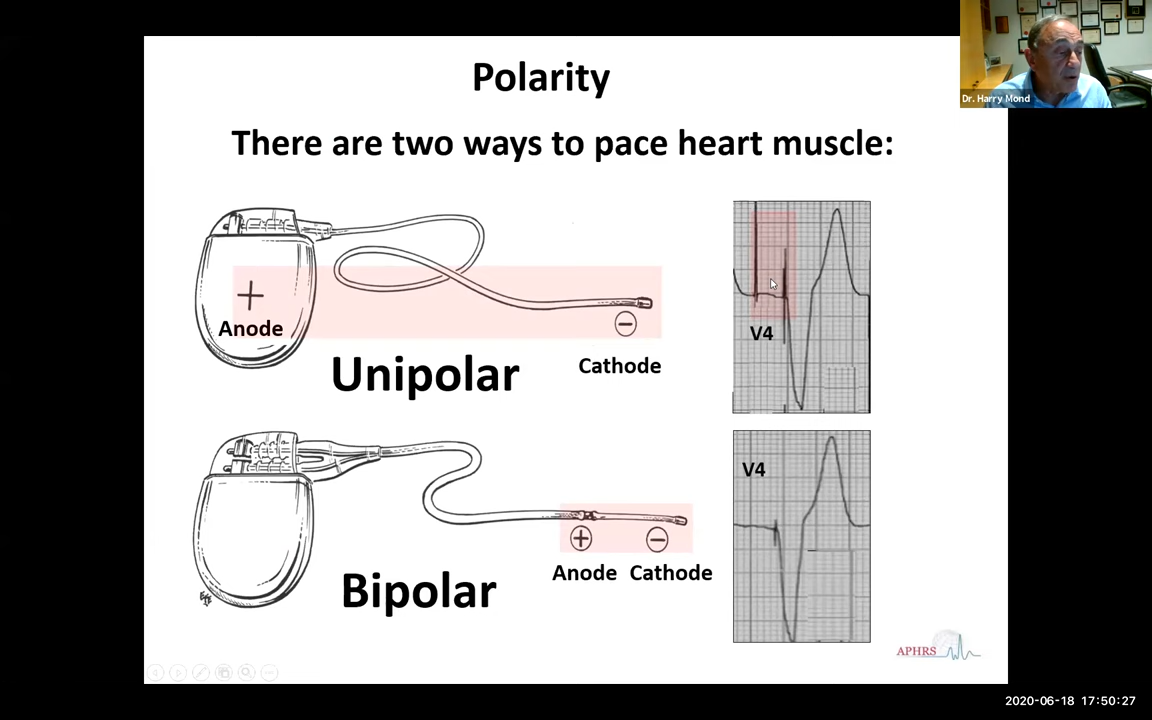 Polarity
Dr. Harry Mond
There are two ways to pace heart muscle:
+
Anode
−
Cathode
V4
Unipolar
V4
+ −
Anode Cathode
Bipolar
APHRS
2020-06-18 17:50:27